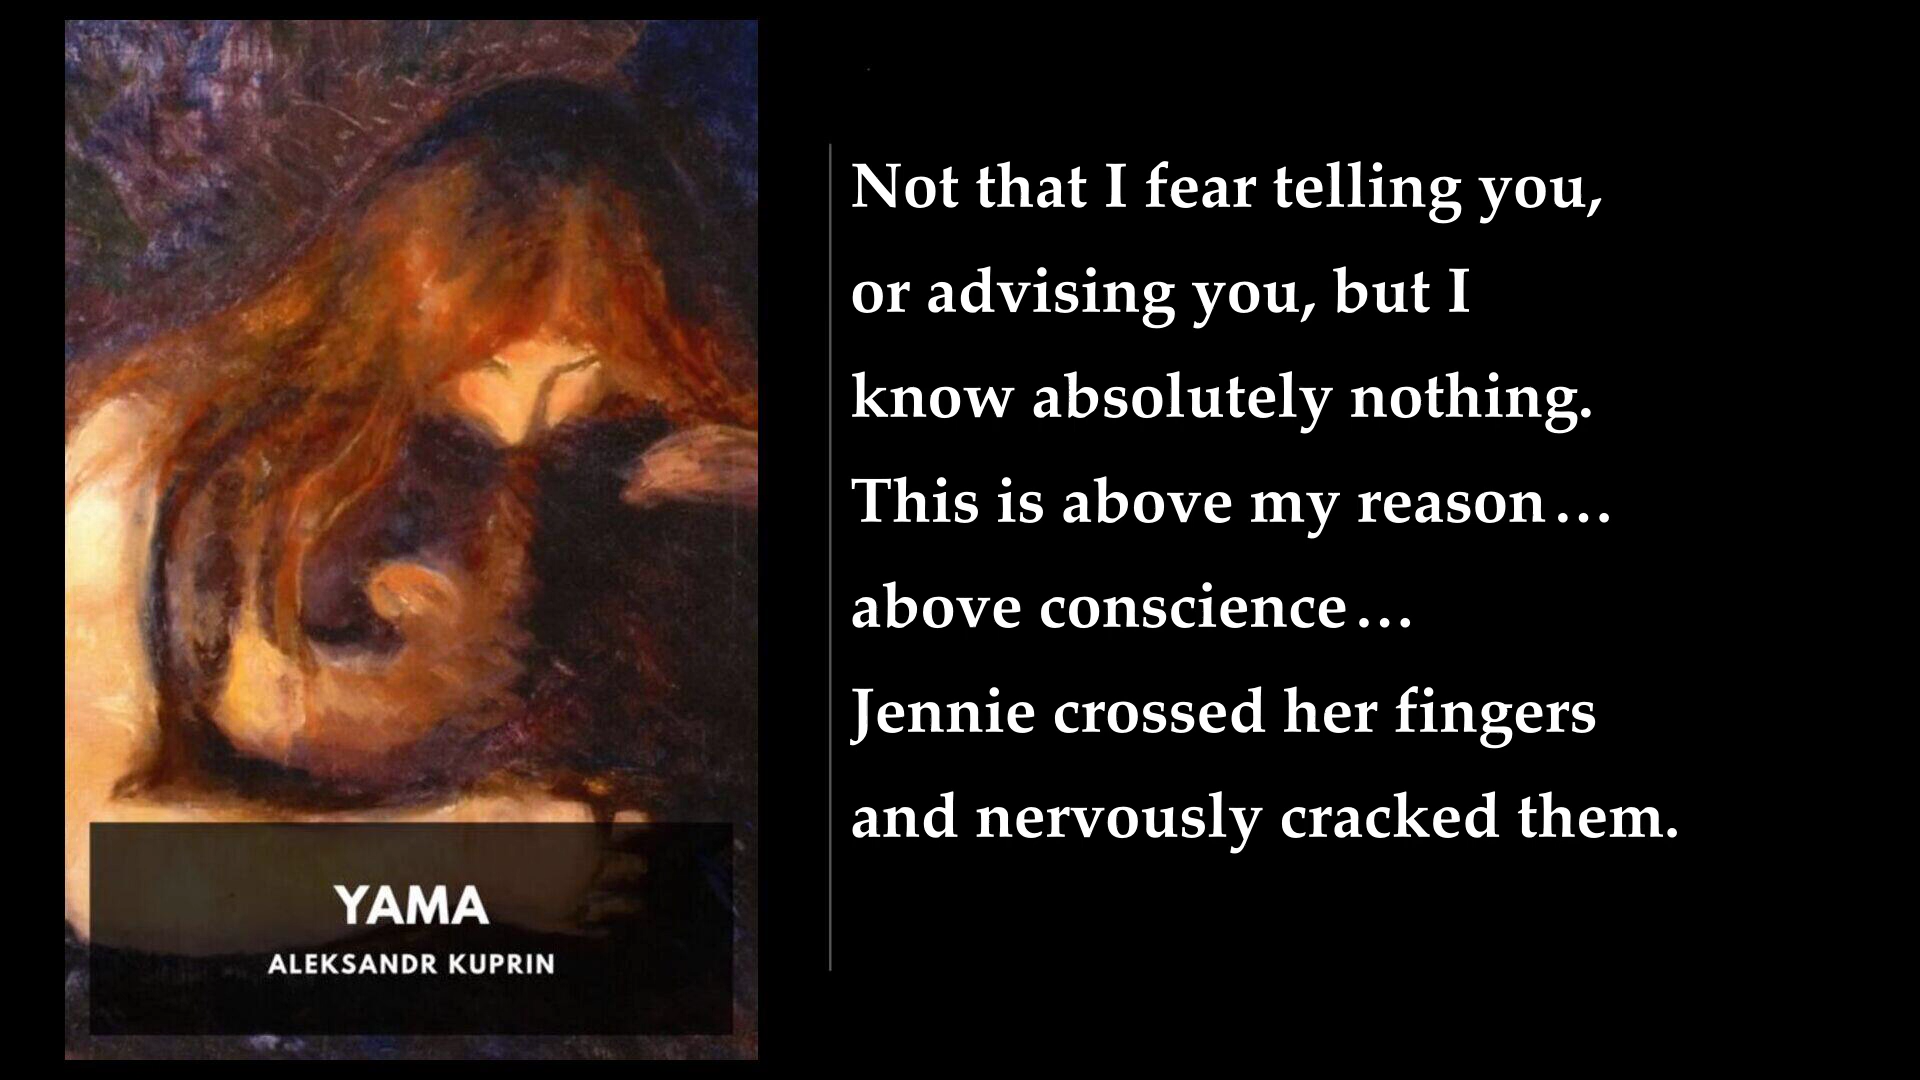 YAMA
ALEKSANDR KUPRIN
Not that I fear telling you,
or advising you, but I
know absolutely nothing.
This is above my reason…
above conscience…
Jennie crossed her fingers
and nervously cracked them.